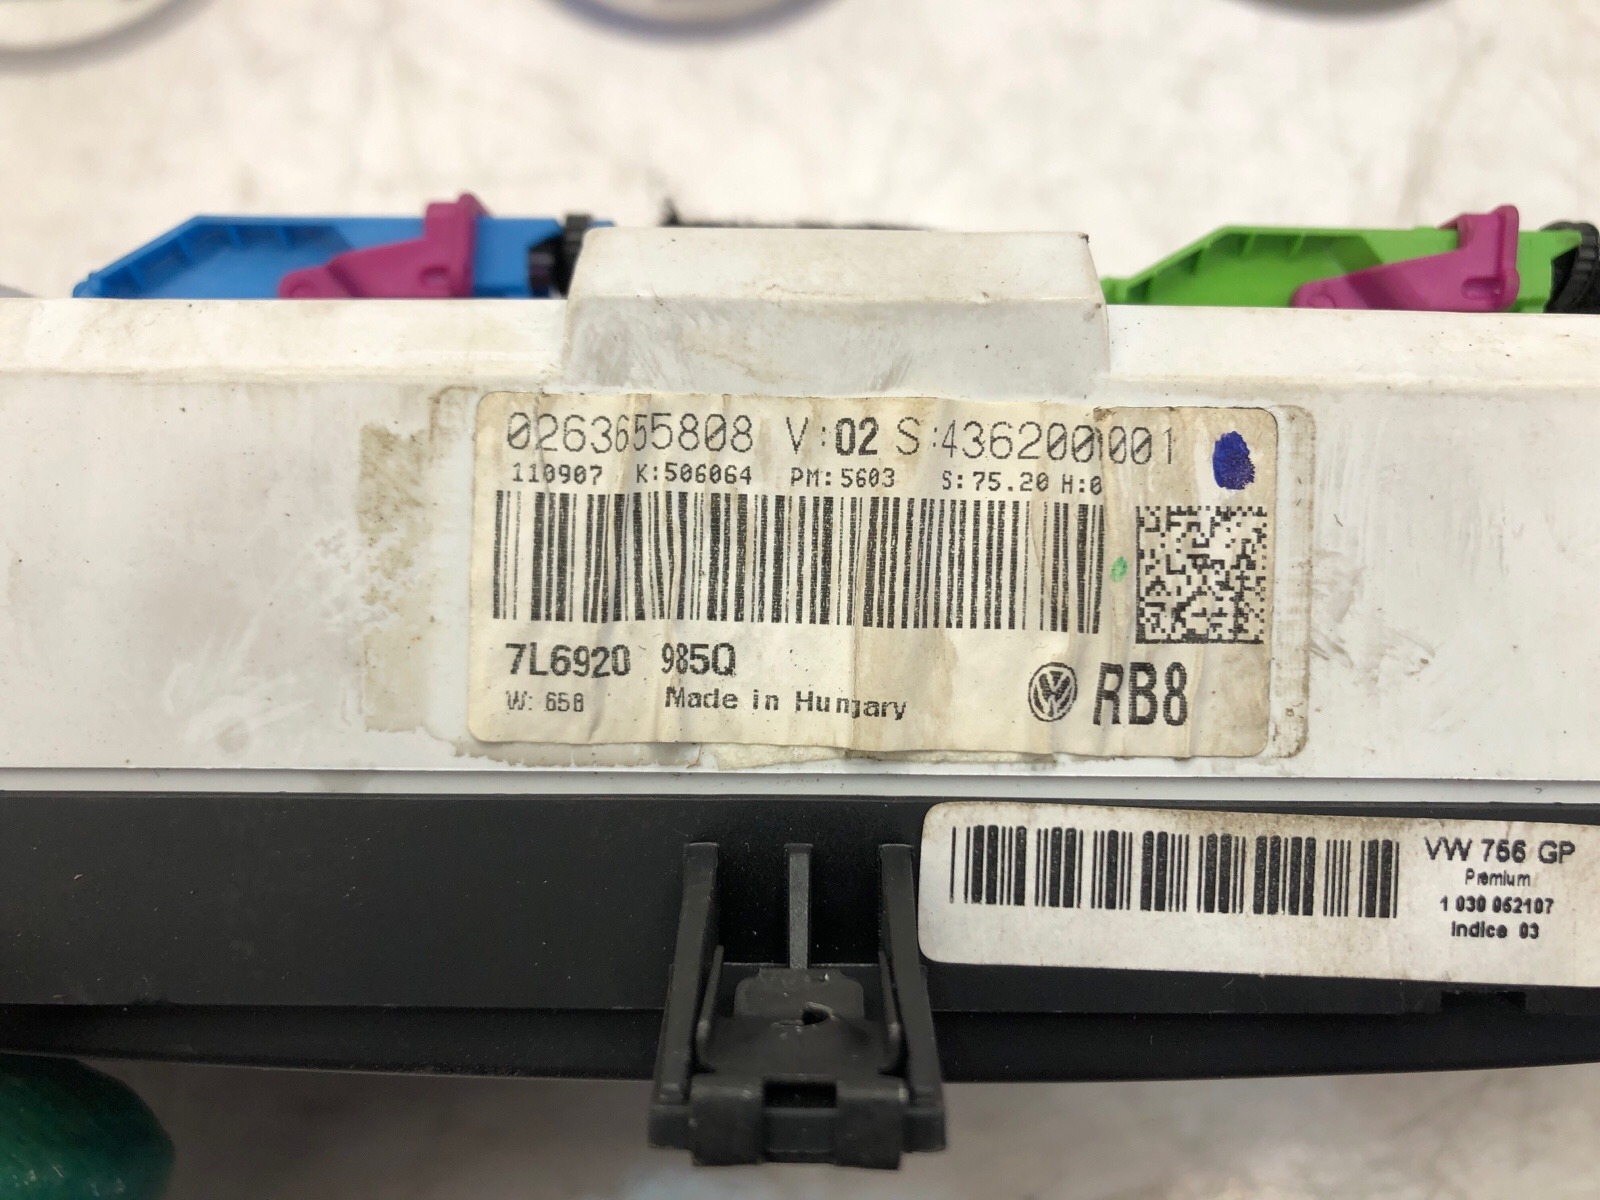 0263655808 V:02 S:436200001
110907 K:506064 PM:5603 S:75.20 H:0
7L6920 985Q
W: 658 Made in Hungary
RB8
VW 756 GP
Premium
1 030 052107
Indice 03